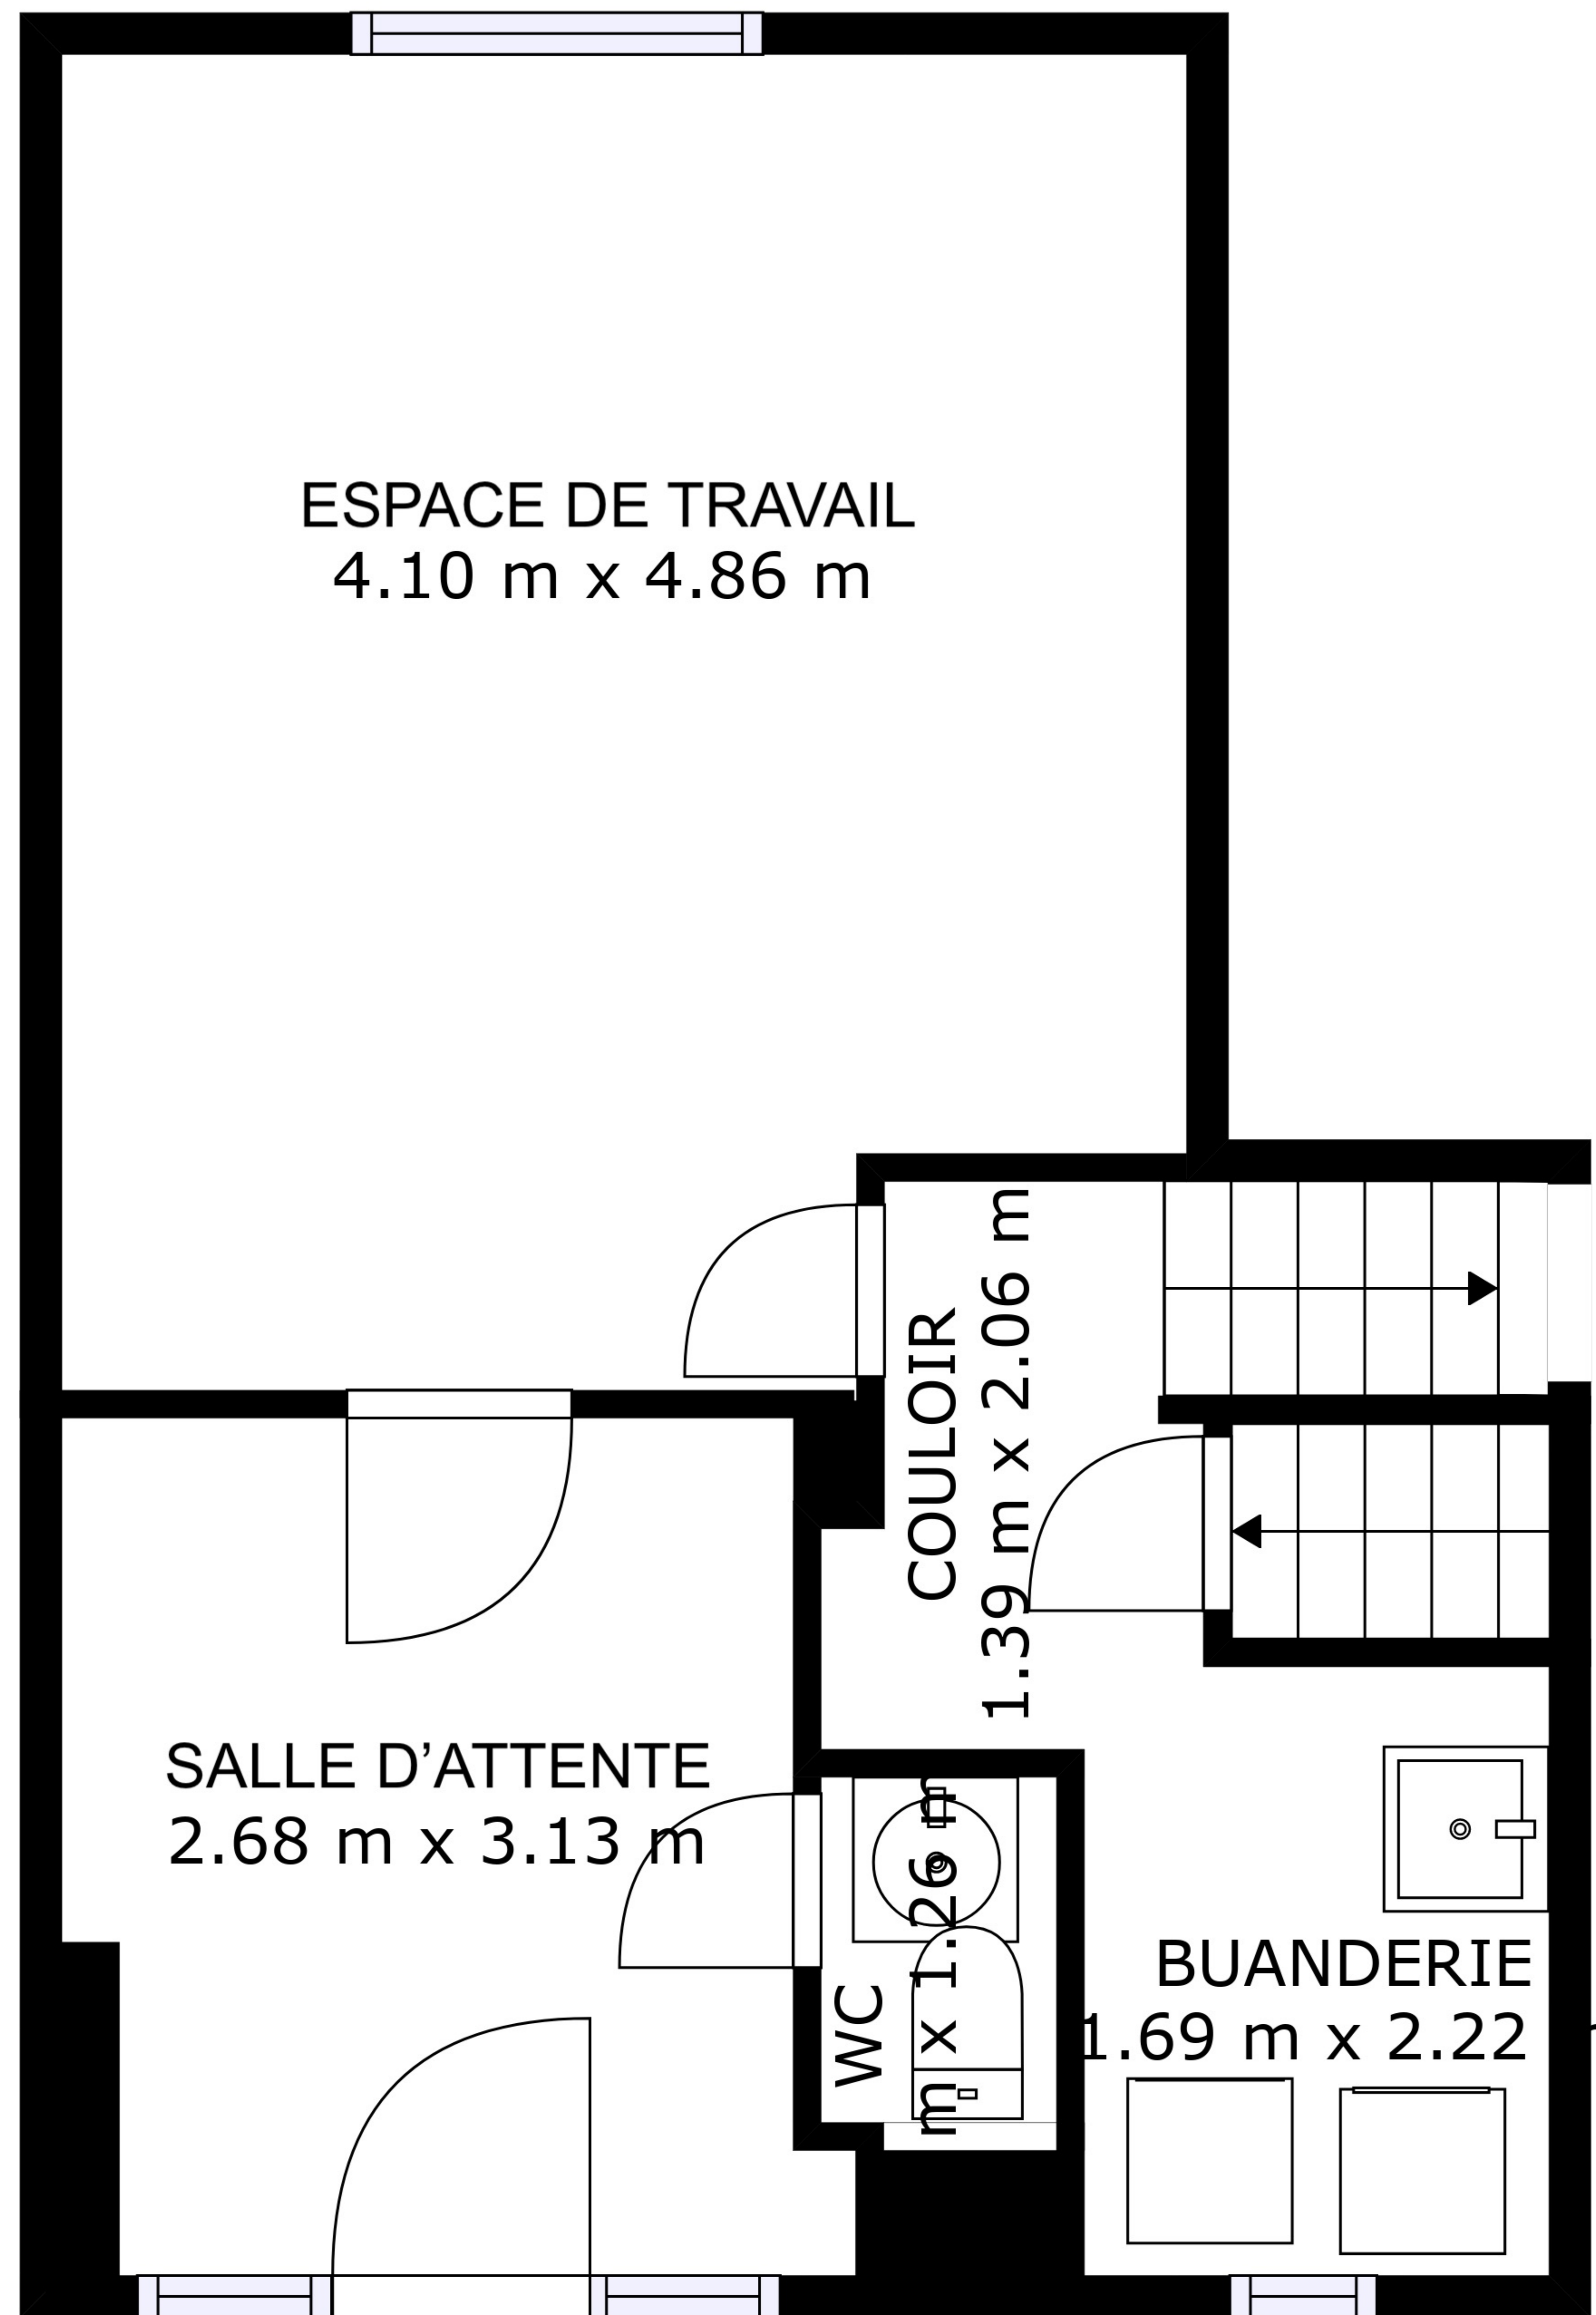 ESPACE DE TRAVAIL
4.10 m x 4.86 m
COULOIR
1.39 m x 2.06 m
SALLE D’ATTENTE
2.68 m x 3.13 m
WC
m x 1.26 m
BUANDERIE
1.69 m x 2.22